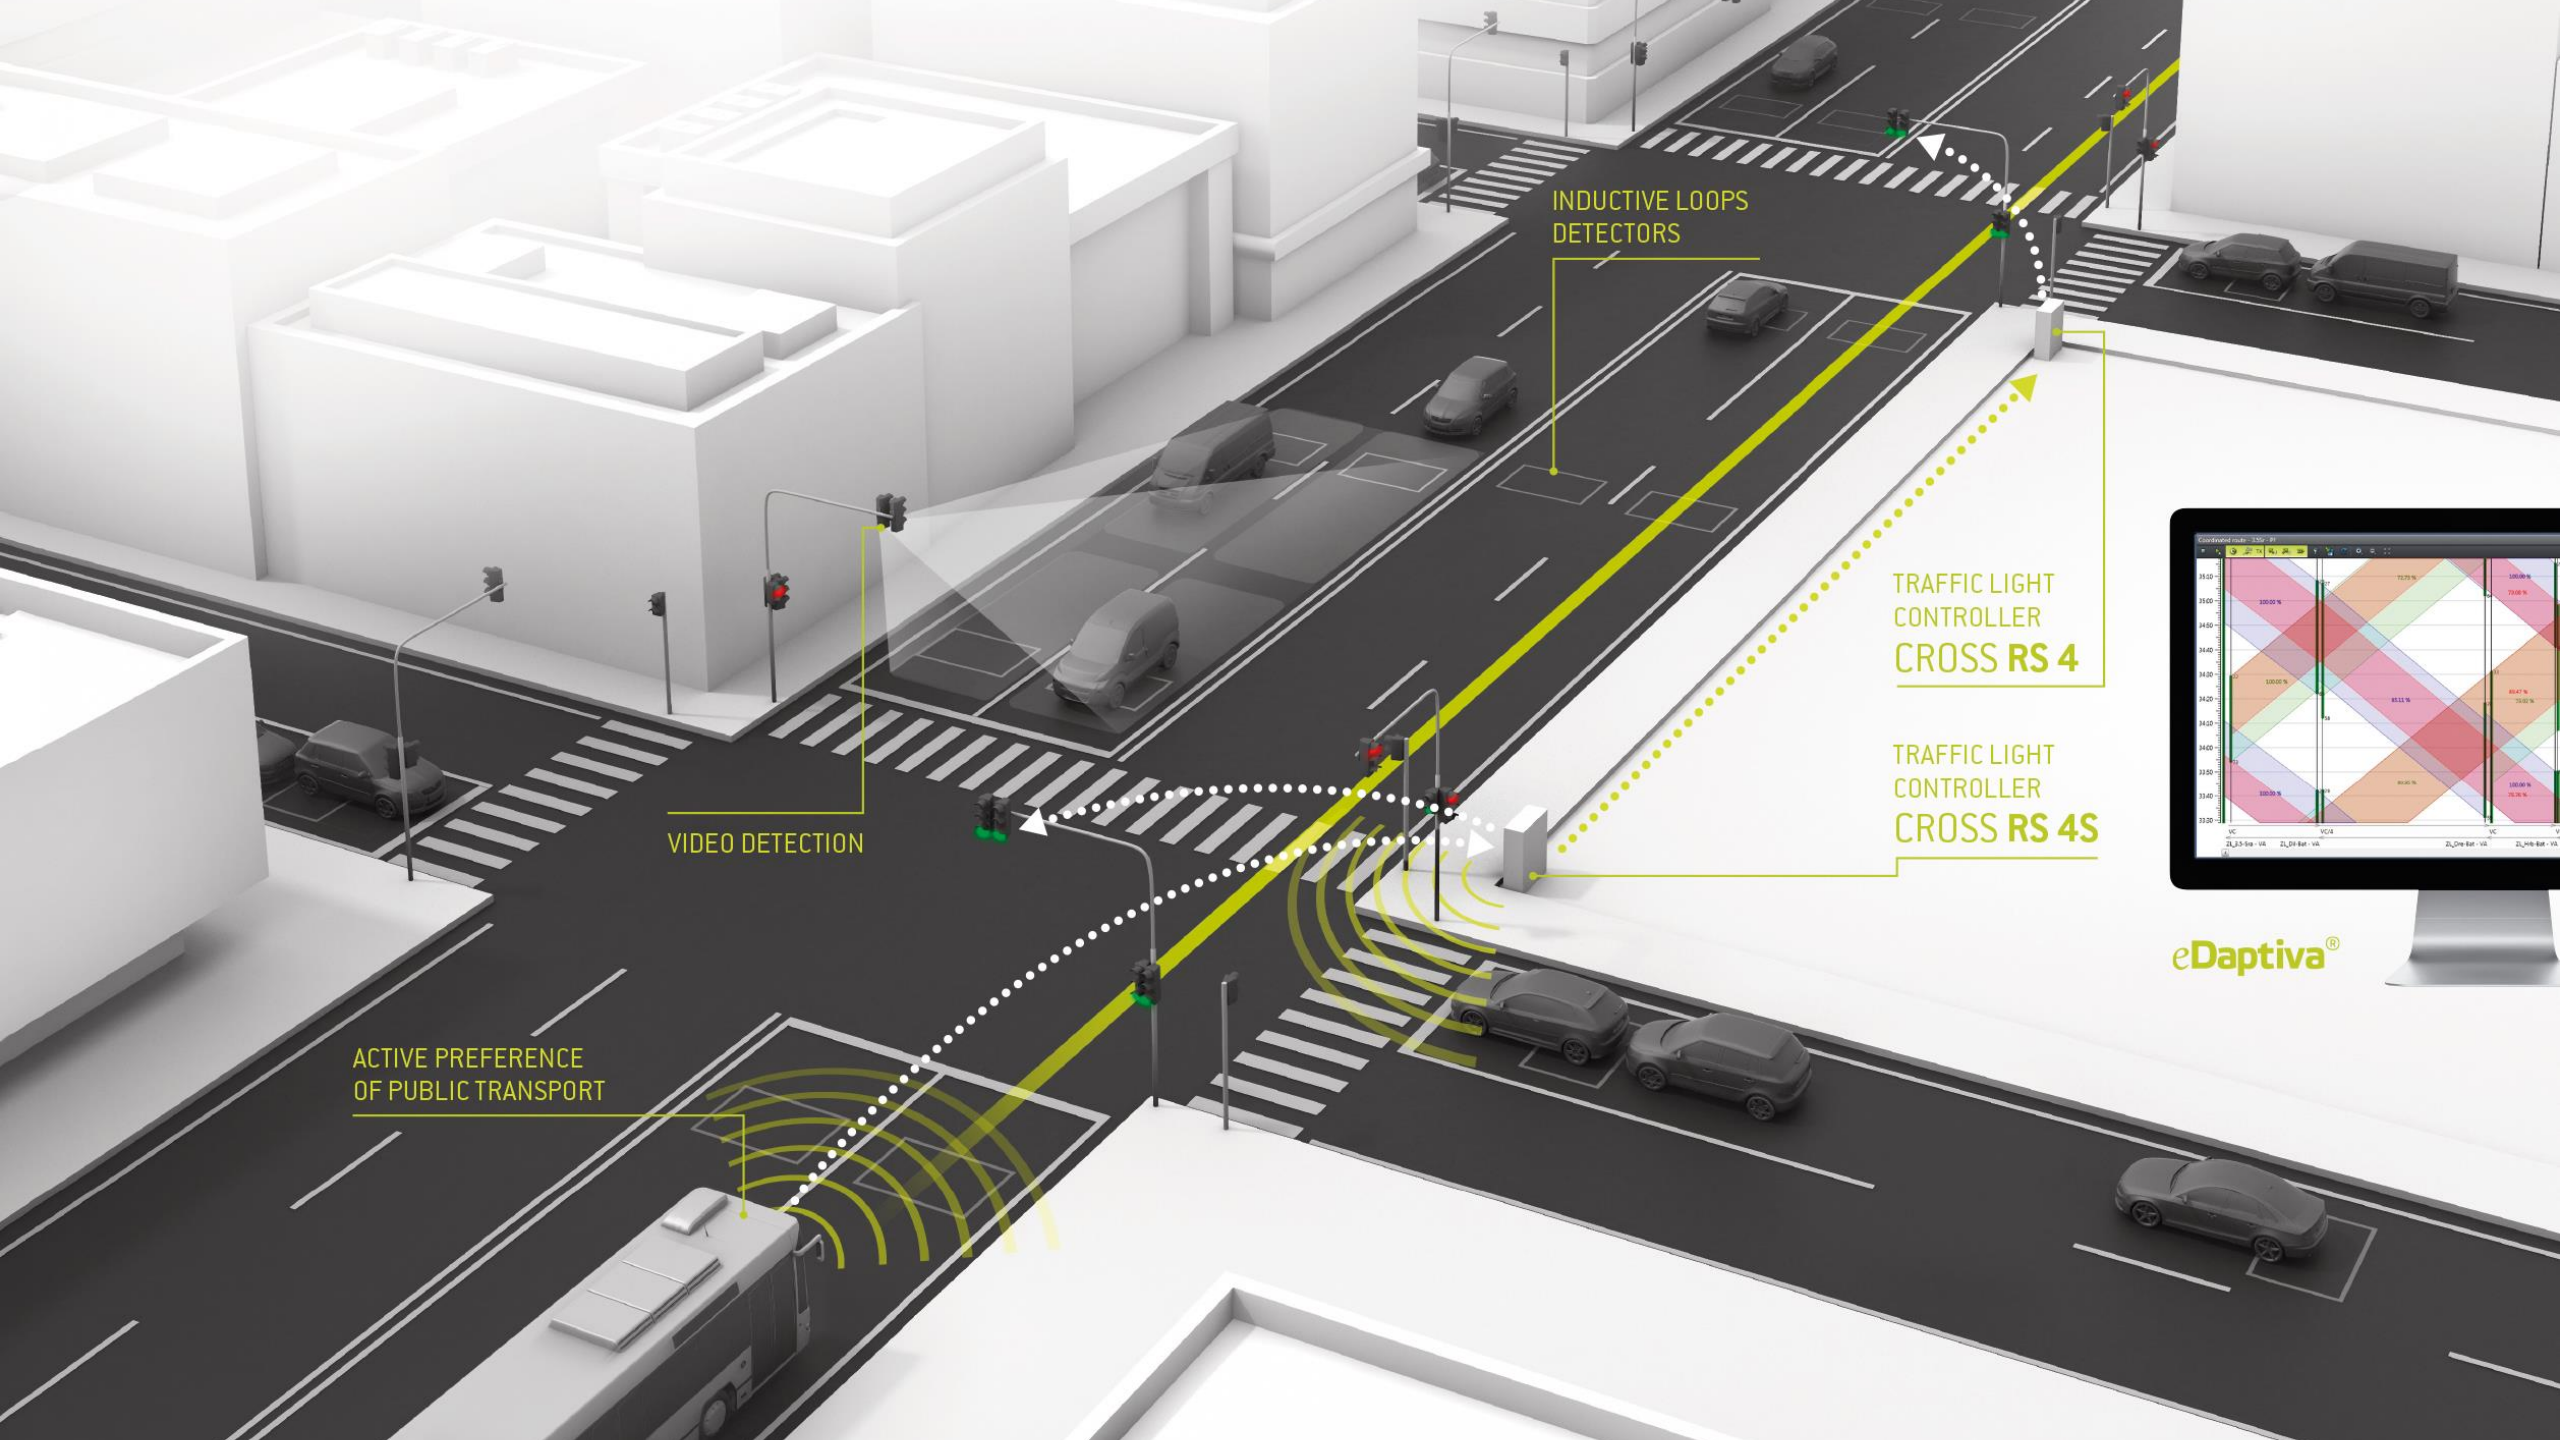 INDUCTIVE LOOPS
DETECTORS
TRAFFIC LIGHT
CONTROLLER
CROSS RS 4
TRAFFIC LIGHT
CONTROLLER
CROSS RS 4S
VIDEO DETECTION
ACTIVE PREFERENCE
OF PUBLIC TRANSPORT
eDaptiva®